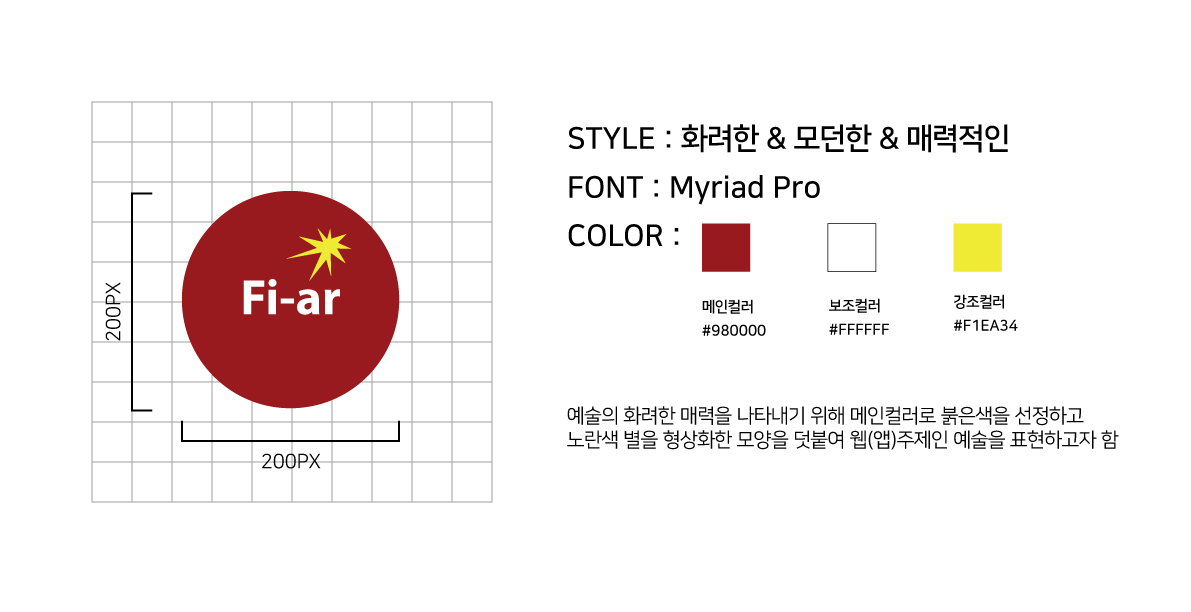 STYLE : 화려한 & 모던한 & 매력적인
FONT : Myriad Pro
COLOR :
메인컬러
#980000
보조컬러
#FFFFFF
강조컬러
#F1EA34
Fi-ar
200PX
200PX
예술의 화려한 매력을 나타내기 위해 메인컬러로 붉은색을 선정하고
노란색 별을 형상화한 모양을 덧붙여 웹(앱)주제인 예술을 표현하고자 함